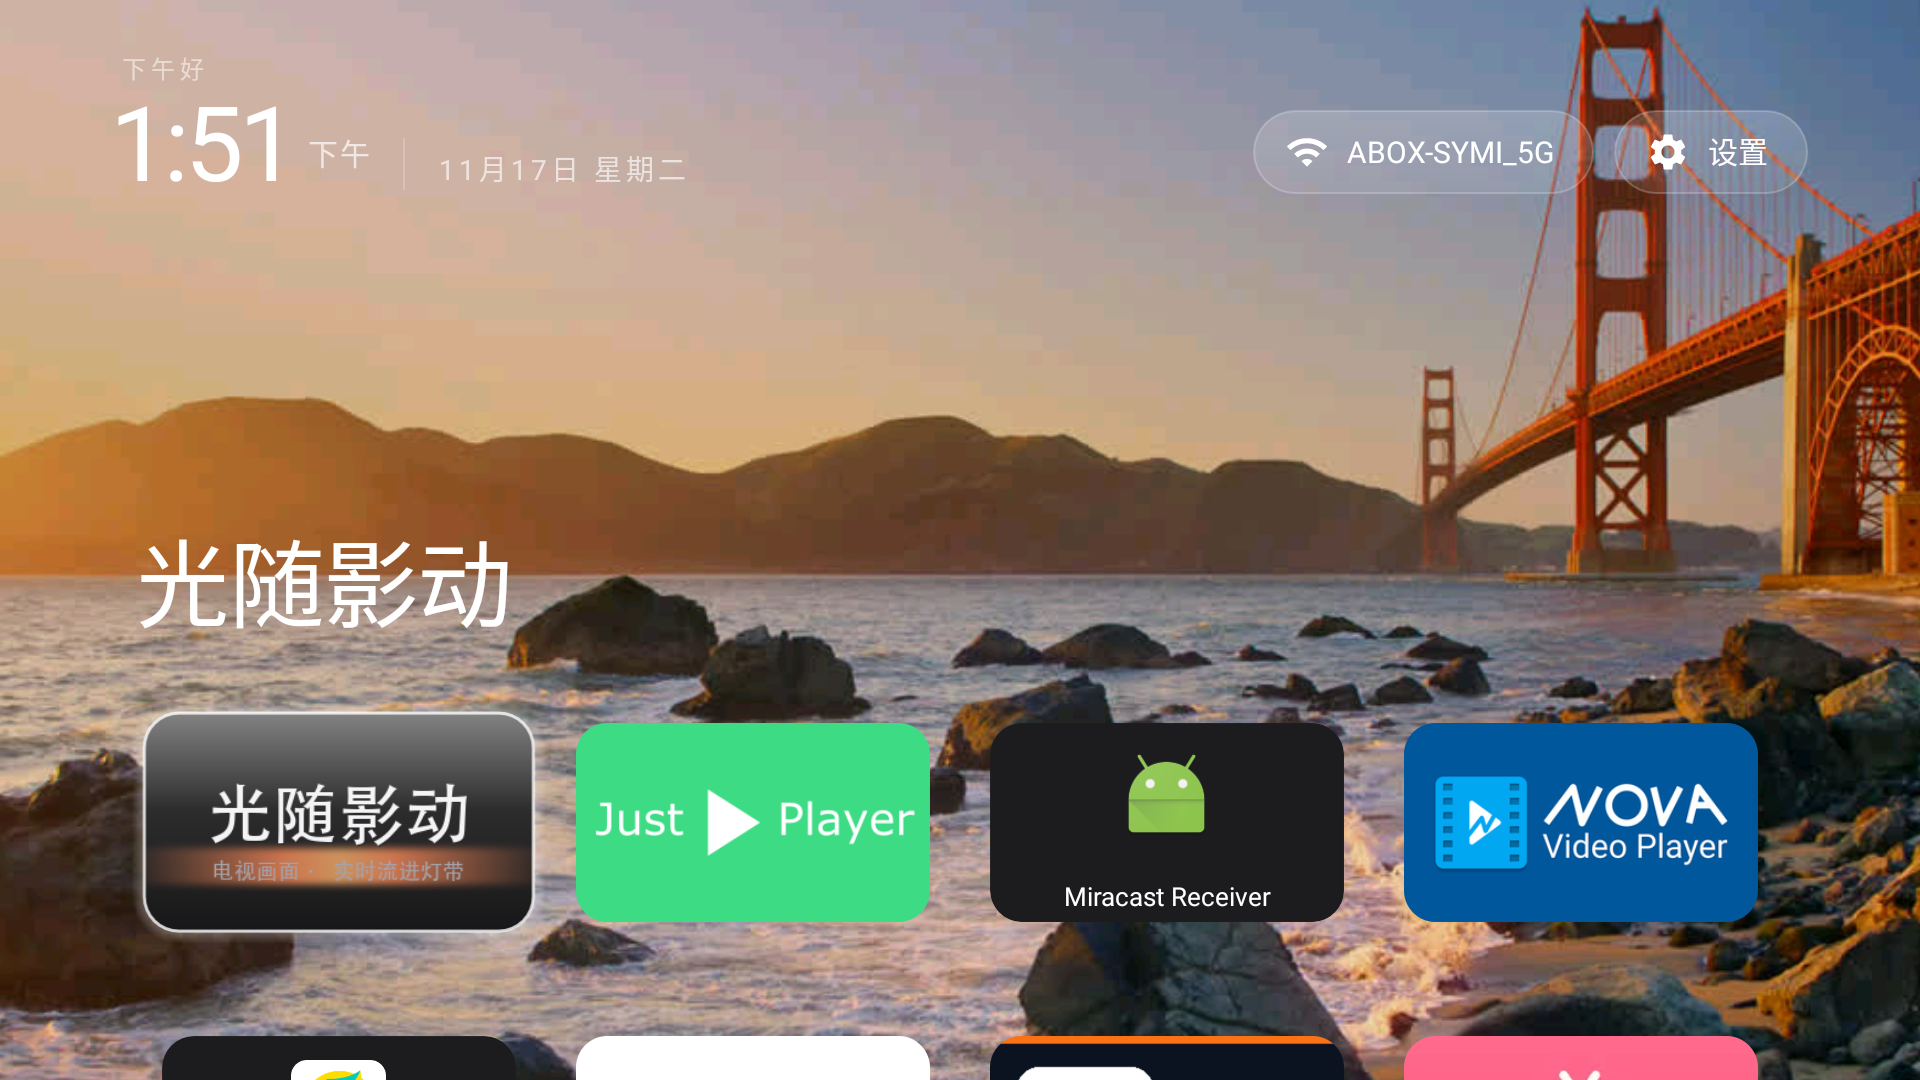 下午好
1:51 下午 11月17日 星期二
ABOX-SYMI_5G
设置
光随影动
光随影动
电视画面 · 实时流进灯带
Just Player
Miracast Receiver
NOVA
Video Player